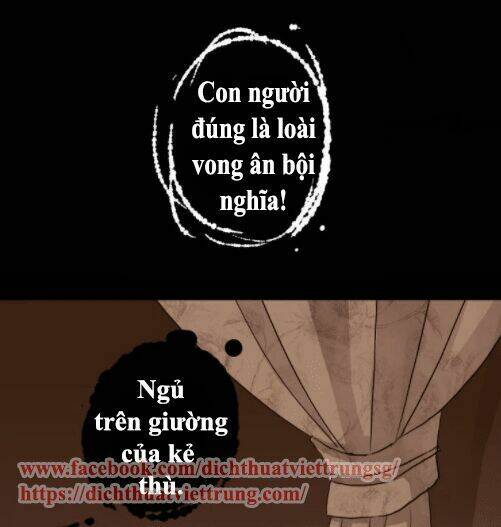 Con người
đúng là loài
vong ân bội
nghĩa!
Ngủ
trên giường
của kẻ
thù.
www.facebook.com/dichthuatviettrungsg/
https://dichthuatviettrung.com/